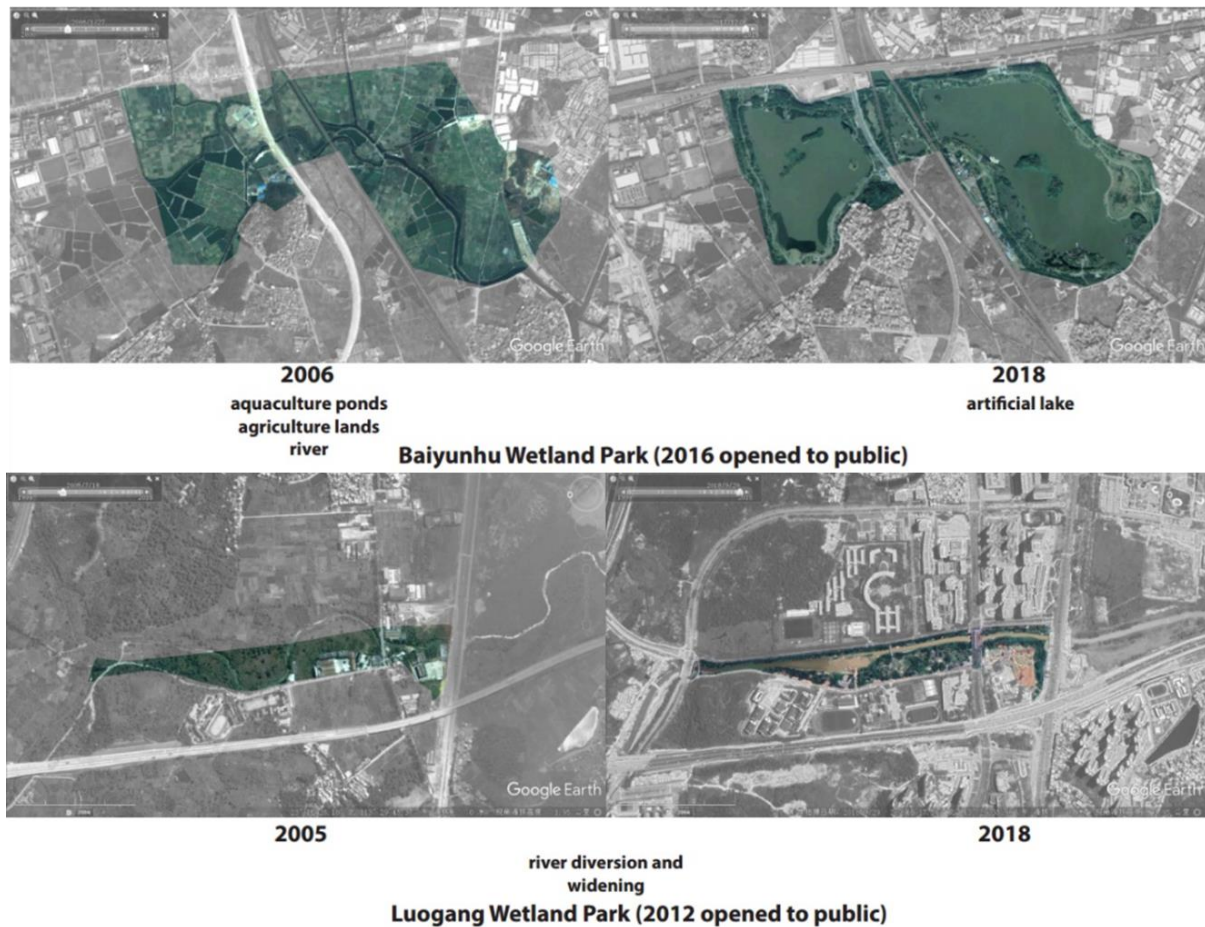 Google Earth
Google Earth
2006
2018
aquaculture ponds
agriculture lands
river
artificial lake
Baiyunhu Wetland Park (2016 opened to public)
Google Earth
Google Earth
2005
2018
river diversion and
widening
Luogang Wetland Park (2012 opened to public)